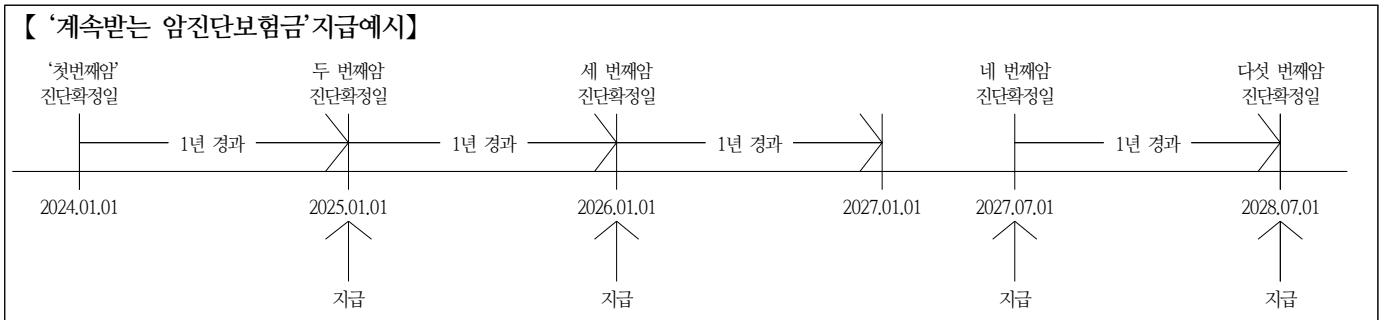 【 ‘계속받는 암진단보험금’지급예시】
‘첫번째암’ 두 번째암 세 번째암 네 번째암 다섯 번째암
진단확정일 진단확정일 진단확정일 진단확정일 진단확정일
1년 경과 1년 경과 1년 경과 1년 경과
2024.01.01 2025.01.01 2026.01.01 2027.01.01 2027.07.01 2028.07.01
지급 지급 지급 지급